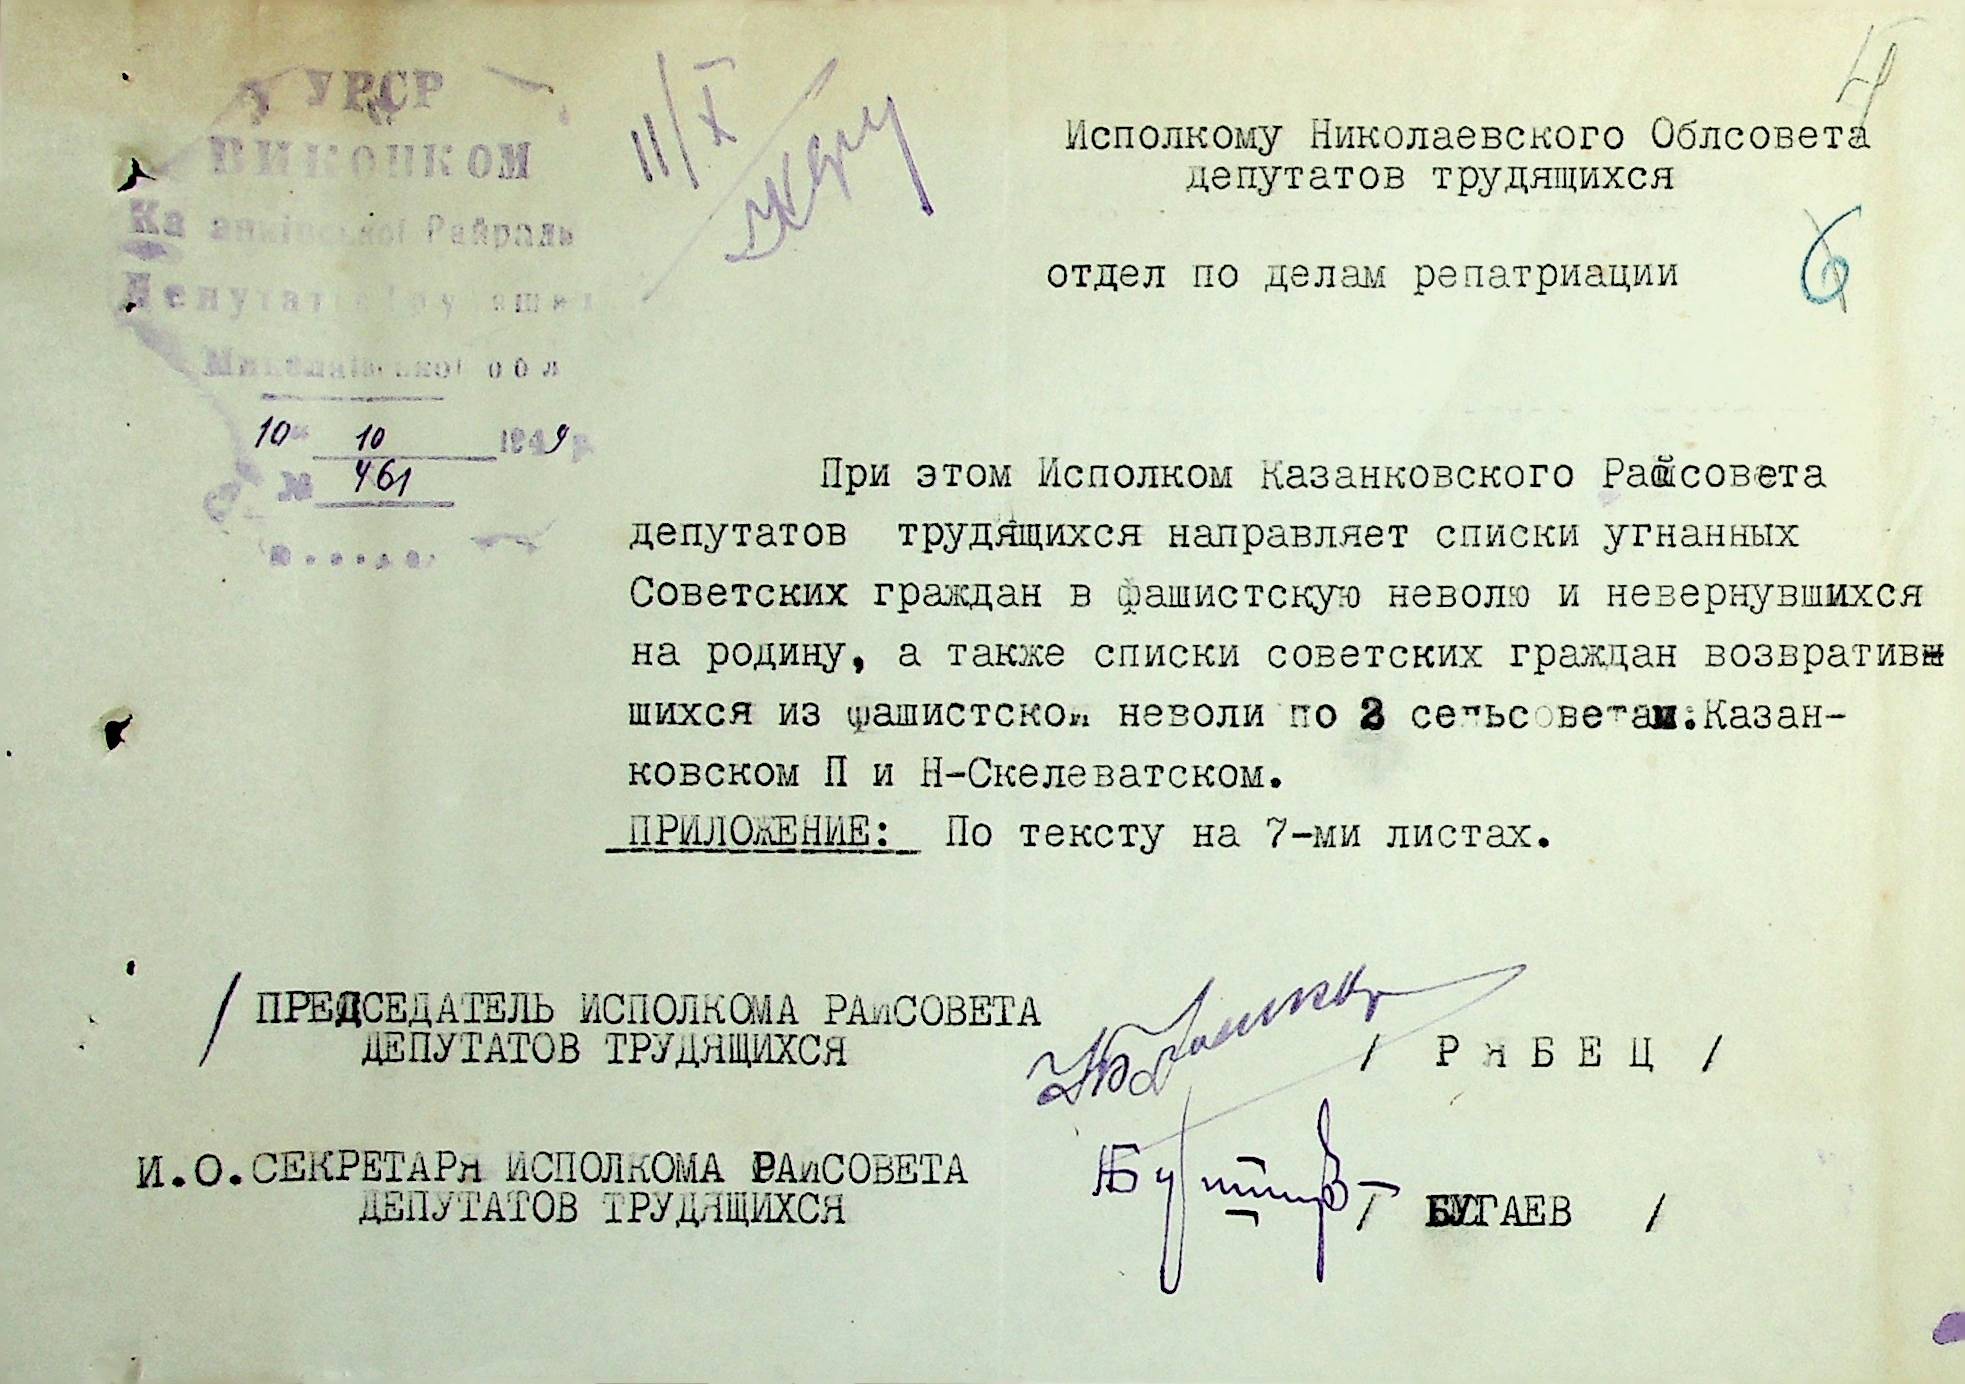 УРСР
ВИКОНКОМ
Райради
Миколаївської обл
10 10 1949 р.
№ 461
11/X
4
6
Исполкому Николаевского Облсовета
депутатов трудящихся
отдел по делам репатриации
При этом Исполком Казанковского Райсовета
депутатов трудящихся направляет списки угнанных
Советских граждан в фашистскую неволю и невернувшихся
на родину, а также списки советских граждан возвратив-
шихся из фашистской неволи по 2 сельсоветам:Казан-
ковском П и Н-Скелеватском.
ПРИЛОЖЕНИЕ: По тексту на 7-ми листах.
/ ПРЕДСЕДАТЕЛЬ ИСПОЛКОМА РАЙСОВЕТА
ДЕПУТАТОВ ТРУДЯЩИХСЯ
/ РЯБЕЦ /
И.О.СЕКРЕТАРЯ ИСПОЛКОМА РАЙСОВЕТА
ДЕПУТАТОВ ТРУДЯЩИХСЯ
/ БУГАЕВ /